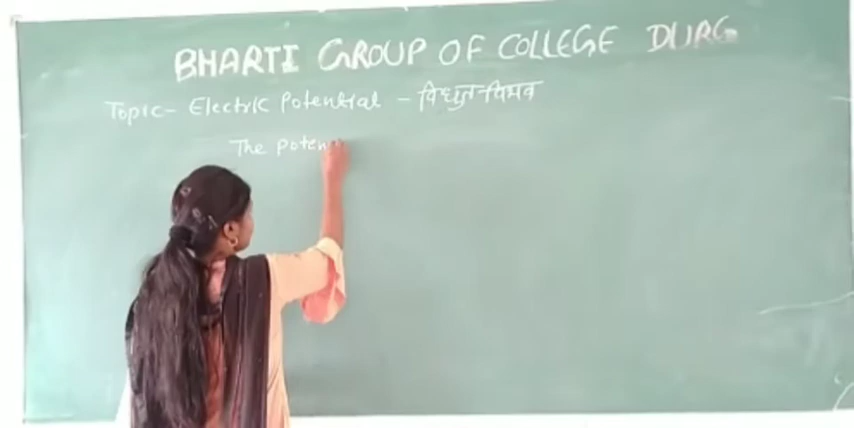 BHARTI GROUP OF COLLEGE DURG
Topic- Electric Potential - विधुत-विभव
The poten